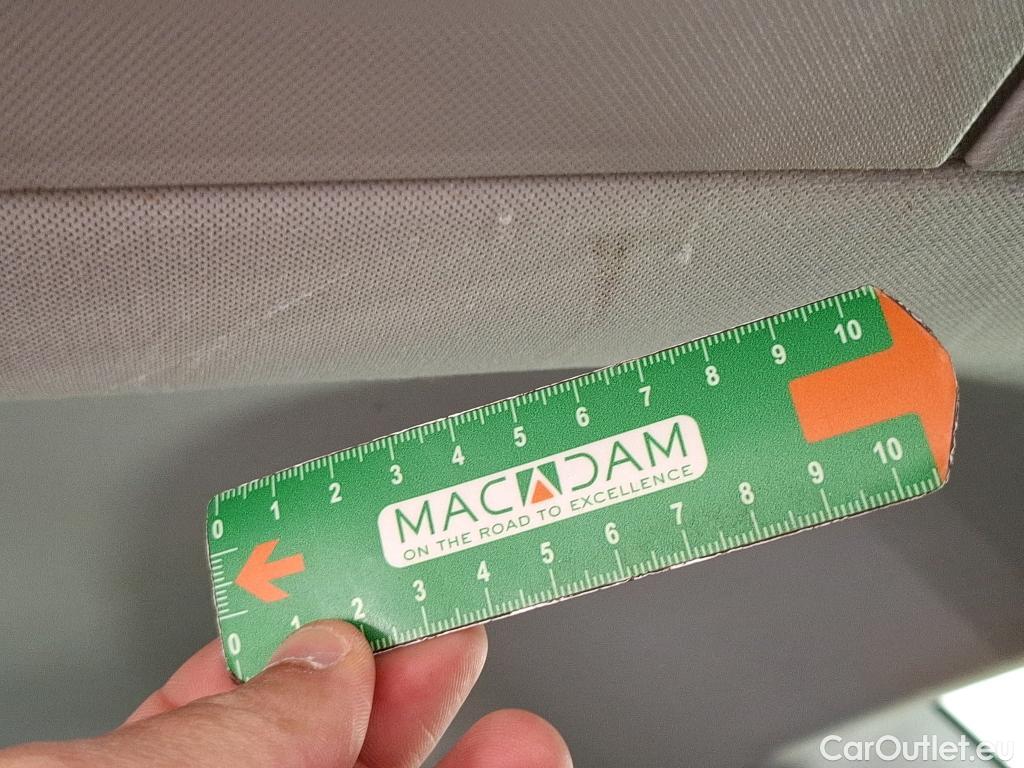 0 1 2 3 4 5 6 7 8 9 10
MACADAM
ON THE ROAD TO EXCELLENCE
0 1 2 3 4 5 6 7 8 9 10
CarOutlet.eu